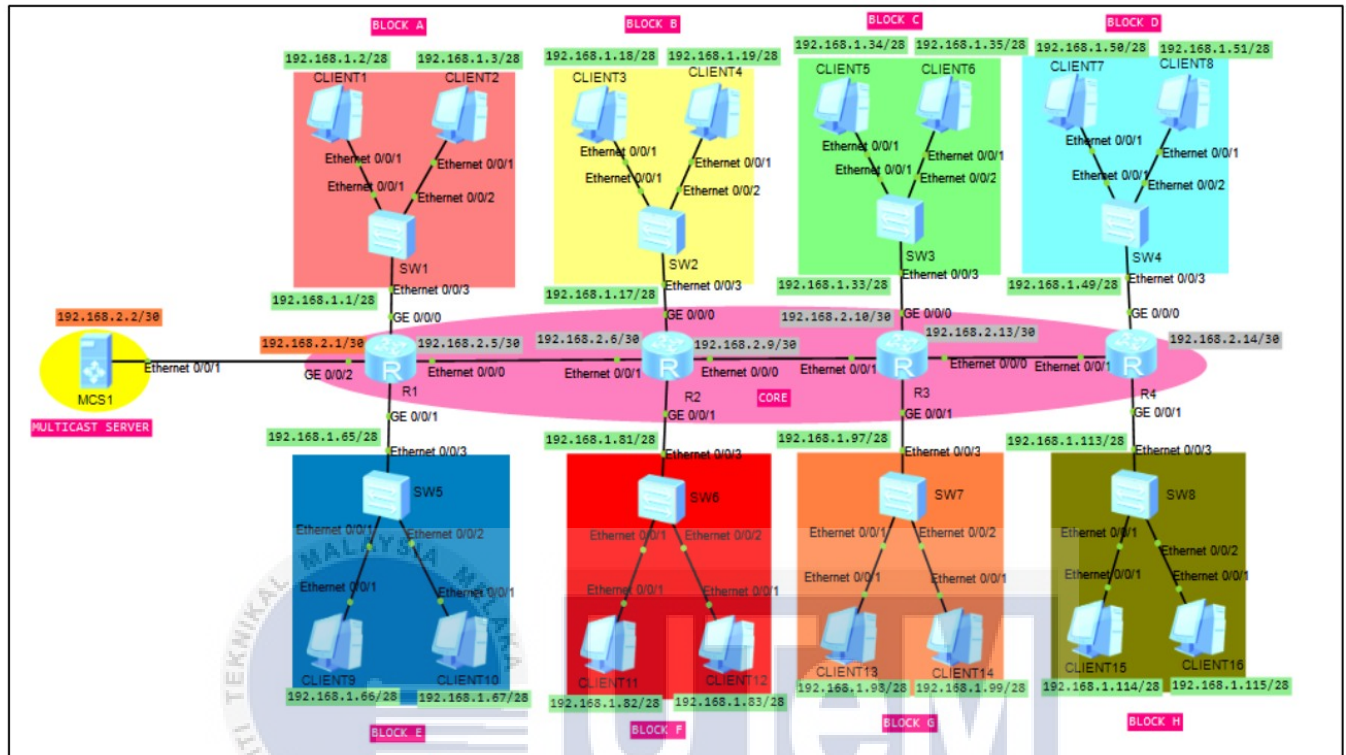 BLOCK A
BLOCK B
BLOCK C
BLOCK D
192.168.1.2/28
192.168.1.3/28
192.168.1.18/28
192.168.1.19/28
192.168.1.34/28
192.168.1.35/28
192.168.1.50/28
192.168.1.51/28
CLIENT1
CLIENT2
CLIENT3
CLIENT4
CLIENT5
CLIENT6
CLIENT7
CLIENT8
Ethernet 0/0/1
Ethernet 0/0/1
Ethernet 0/0/1
Ethernet 0/0/1
Ethernet 0/0/1
Ethernet 0/0/1
Ethernet 0/0/1
Ethernet 0/0/1
Ethernet 0/0/1
Ethernet 0/0/2
Ethernet 0/0/1
Ethernet 0/0/2
Ethernet 0/0/1
Ethernet 0/0/2
Ethernet 0/0/1
Ethernet 0/0/2
SW1
SW2
SW3
SW4
Ethernet 0/0/3
Ethernet 0/0/3
Ethernet 0/0/3
Ethernet 0/0/3
192.168.1.1/28
192.168.1.17/28
192.168.1.33/28
192.168.1.49/28
GE 0/0/0
GE 0/0/0
GE 0/0/0
GE 0/0/0
192.168.2.2/30
192.168.2.1/30
192.168.2.5/30
192.168.2.6/30
192.168.2.9/30
192.168.2.10/30
192.168.2.13/30
192.168.2.14/30
Ethernet 0/0/1
GE 0/0/2
Ethernet 0/0/0
Ethernet 0/0/1
Ethernet 0/0/0
Ethernet 0/0/1
Ethernet 0/0/0
Ethernet 0/0/1
R
R
R
R
MCS1
R1
R2
CORE
R3
R4
MULTICAST SERVER
GE 0/0/1
GE 0/0/1
GE 0/0/1
GE 0/0/1
192.168.1.65/28
192.168.1.81/28
192.168.1.97/28
192.168.1.113/28
Ethernet 0/0/3
Ethernet 0/0/3
Ethernet 0/0/3
Ethernet 0/0/3
SW5
SW6
SW7
SW8
Ethernet 0/0/1
Ethernet 0/0/2
Ethernet 0/0/1
Ethernet 0/0/2
Ethernet 0/0/1
Ethernet 0/0/2
Ethernet 0/0/1
Ethernet 0/0/2
Ethernet 0/0/1
Ethernet 0/0/1
Ethernet 0/0/1
Ethernet 0/0/1
Ethernet 0/0/1
Ethernet 0/0/1
Ethernet 0/0/1
Ethernet 0/0/1
CLIENT9
CLIENT10
CLIENT11
CLIENT12
CLIENT13
CLIENT14
CLIENT15
CLIENT16
192.168.1.66/28
192.168.1.67/28
192.168.1.82/28
192.168.1.83/28
192.168.1.98/28
192.168.1.99/28
192.168.1.114/28
192.168.1.115/28
BLOCK E
BLOCK F
BLOCK G
BLOCK H
TEKNIKAL MALAYSIA
UTeM